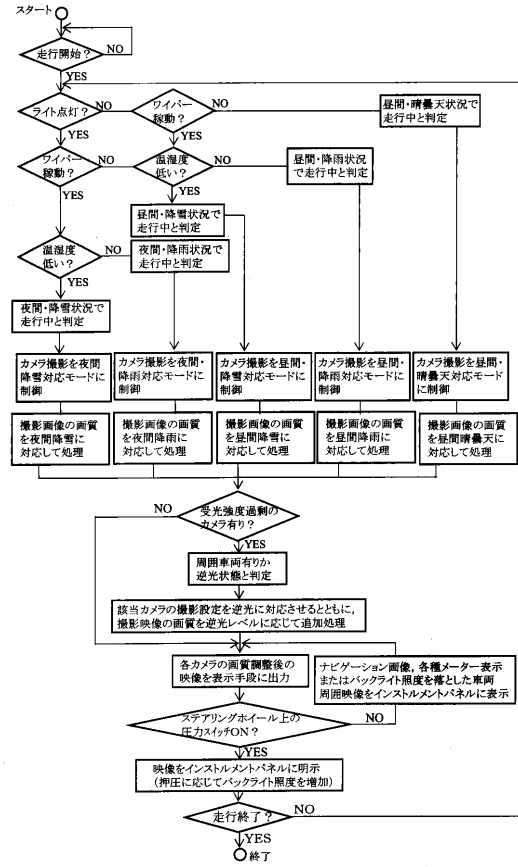 スタート
走行開始？
NO
YES
ライト点灯？
NO
ワイパー
稼動？
NO
昼間・晴曇天状況で
走行中と判定
YES
YES
ワイパー
稼動？
NO
温湿度
低い？
NO
昼間・降雨状況
で走行中と判定
YES
YES
昼間・降雪状況で
走行中と判定
温湿度
低い？
NO
夜間・降雨状況で
走行中と判定
YES
夜間・降雪状況で
走行中と判定
カメラ撮影を夜間
降雪対応モードに
制御
カメラ撮影を夜間・
降雨対応モードに
制御
カメラ撮影を昼間・
降雪対応モードに
制御
カメラ撮影を昼間・
降雨対応モードに
制御
カメラ撮影を昼間・
晴曇天対応モード
に制御
撮影画像の画質
を夜間降雪に
対応して処理
撮影画像の画質
を夜間降雨に
対応して処理
撮影画像の画質
を昼間降雪に
対応して処理
撮影画像の画質
を昼間降雨に
対応して処理
撮影画像の画質
を昼間晴曇天に
対応して処理
NO
受光強度過剰の
カメラ有り？
YES
周囲車両有りか
逆光状態と判定
該当カメラの撮影設定を逆光に対応させるとともに，
撮影映像の画質を逆光レベルに応じて追加処理
各カメラの画質調整後の
映像を表示手段に出力
ナビゲーション画像，各種メーター表示
またはバックライト照度を落とした車両
周囲映像をインストルメントパネルに表示
ステアリングホイール上の
圧力スイッチON？
NO
YES
映像をインストルメントパネルに明示
（押圧に応じてバックライト照度を増加）
走行終了？
NO
YES
終了